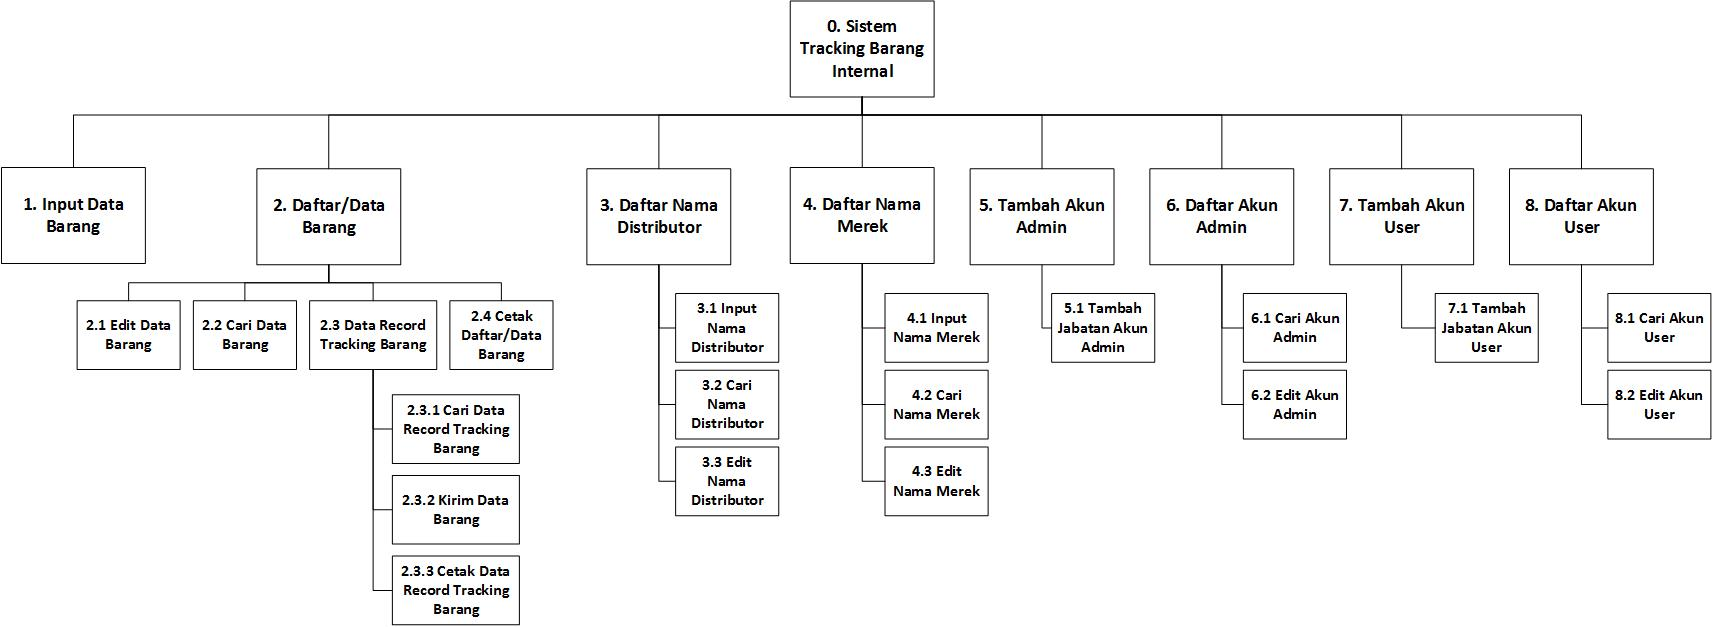 0. Sistem
Tracking Barang
Internal
1. Input Data
Barang
2. Daftar/Data
Barang
3. Daftar Nama
Distributor
4. Daftar Nama
Merek
5. Tambah Akun
Admin
6. Daftar Akun
Admin
7. Tambah Akun
User
8. Daftar Akun
User
2.1 Edit Data
Barang
2.2 Cari Data
Barang
2.3 Data Record
Tracking Barang
2.4 Cetak
Daftar/Data
Barang
2.3.1 Cari Data
Record Tracking
Barang
2.3.2 Kirim Data
Barang
2.3.3 Cetak Data
Record Tracking
Barang
3.1 Input
Nama
Distributor
3.2 Cari
Nama
Distributor
3.3 Edit
Nama
Distributor
4.1 Input
Nama Merek
4.2 Cari
Nama Merek
4.3 Edit
Nama Merek
5.1 Tambah
Jabatan Akun
Admin
6.1 Cari Akun
Admin
6.2 Edit Akun
Admin
7.1 Tambah
Jabatan Akun
User
8.1 Cari Akun
User
8.2 Edit Akun
User